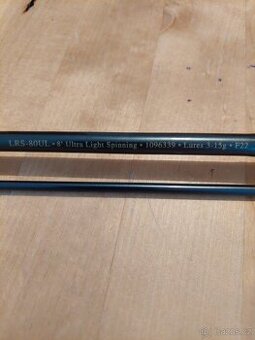 LRS-80UL • 8' Ultra Light Spinning • 1096339 • Lures 3-15g • F22